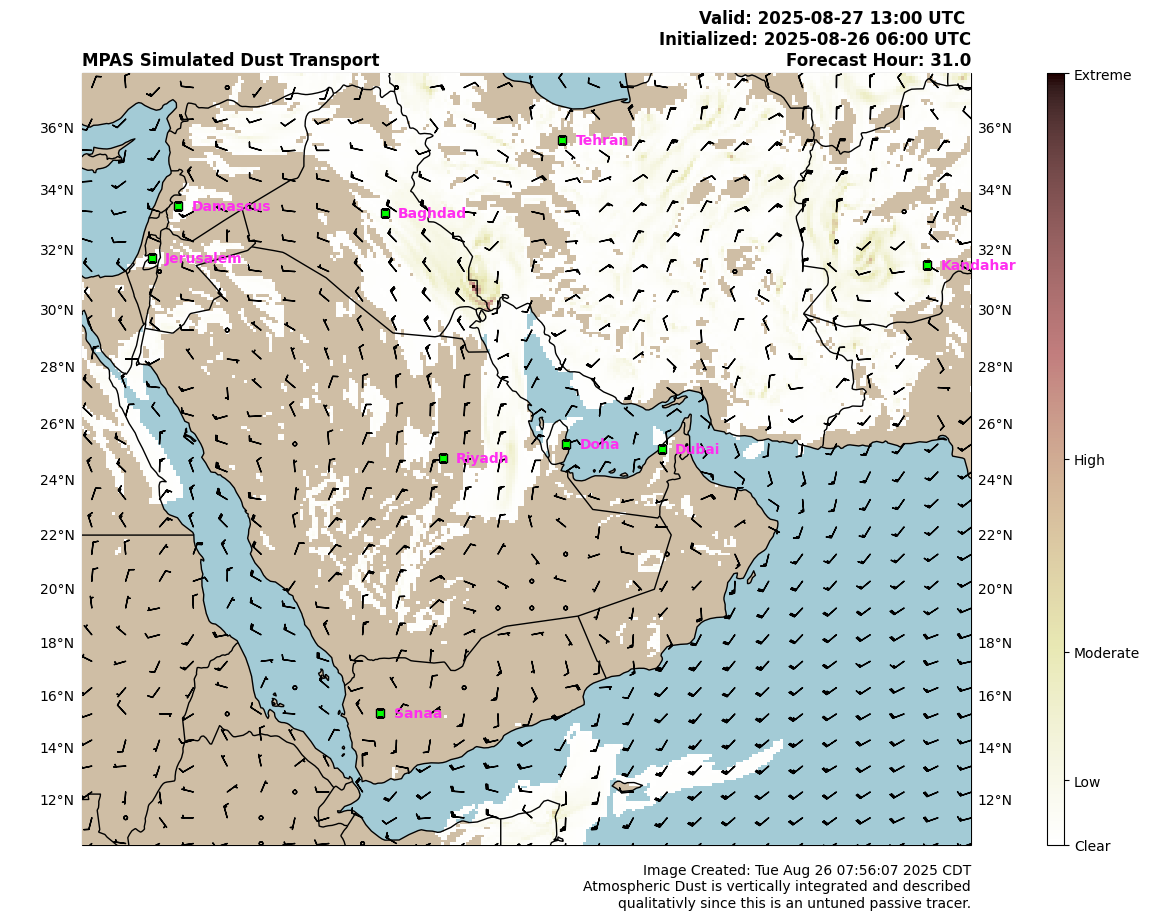 Valid: 2025-08-27 13:00 UTC
Initialized: 2025-08-26 06:00 UTC
MPAS Simulated Dust Transport Forecast Hour: 31.0
Extreme
36°N 36°N
Tehran
34°N 34°N
Damascus
Baghdad
32°N 32°N
Jerusalem
Kandahar
30°N 30°N
28°N 28°N
26°N 26°N
Doha
Dubai
Riyadh
High
24°N 24°N
22°N 22°N
20°N 20°N
18°N 18°N
Moderate
16°N 16°N
Sanaa
14°N 14°N
Low
12°N 12°N
Clear
Image Created: Tue Aug 26 07:56:07 2025 CDT
Atmospheric Dust is vertically integrated and described
qualitativly since this is an untuned passive tracer.